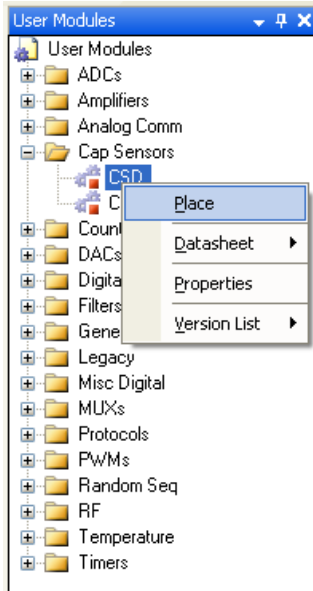 User Modules
User Modules
ADCs
Amplifiers
Analog Comm
Cap Sensors
CSD
Place
Datasheet
DACs
Properties
Filters
Version List
Legacy
Misc Digital
MUXs
Protocols
PWMs
Random Seq
RF
Temperature
Timers